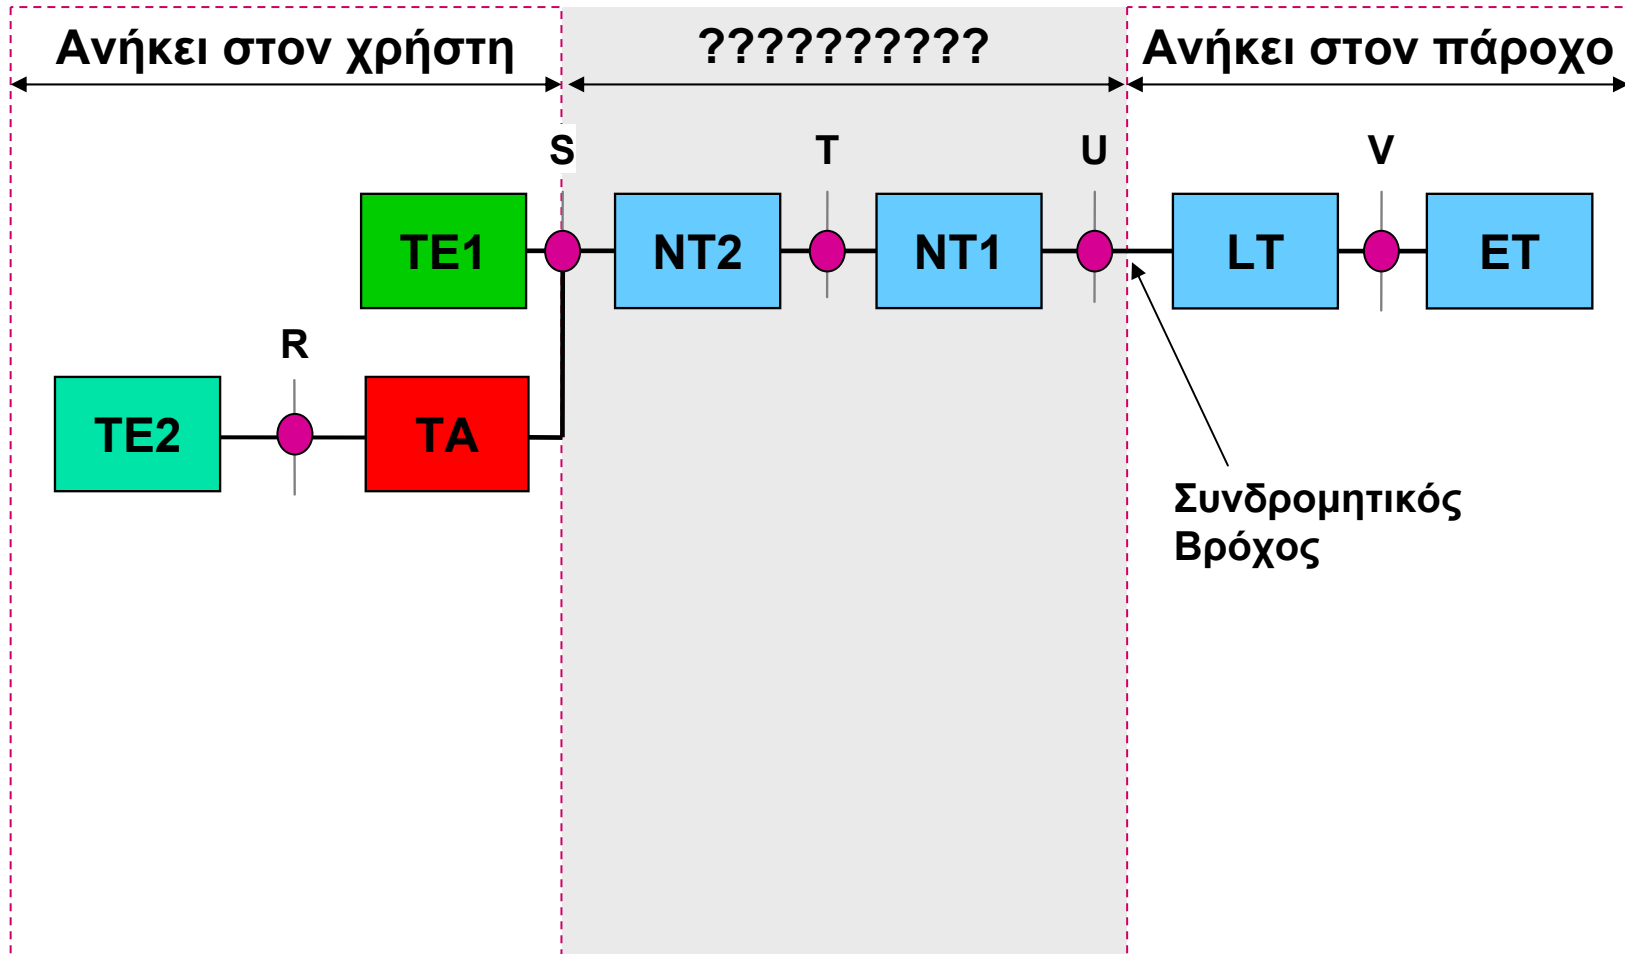 Ανήκει στον χρήστη
??????????
Ανήκει στον πάροχο
S
T
U
V
TE1
NT2
NT1
LT
ET
R
TE2
TA
Συνδρομητικός
Βρόχος